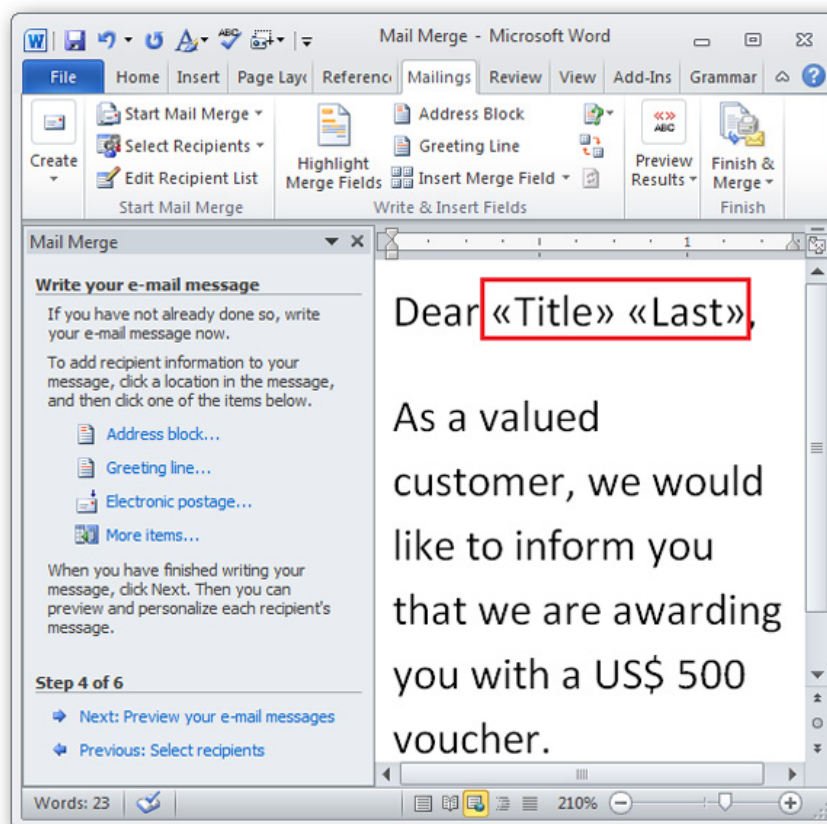 Mail Merge - Microsoft Word
File Home Insert Page Layo Referenc Mailings Review View Add-Ins Grammar
Create
Start Mail Merge
Select Recipients
Edit Recipient List
Start Mail Merge
Highlight
Merge Fields
Address Block
Greeting Line
Insert Merge Field
Write & Insert Fields
«» ABC
Preview
Results
Finish &
Merge
Finish
Mail Merge
Write your e-mail message
If you have not already done so, write
your e-mail message now.
To add recipient information to your
message, click a location in the message,
and then click one of the items below.
Address block...
Greeting line...
Electronic postage...
More items...
When you have finished writing your
message, click Next. Then you can
preview and personalize each recipient's
message.
Step 4 of 6
Next: Preview your e-mail messages
Previous: Select recipients
1 1
Dear «Title» «Last»,
As a valued
customer, we would
like to inform you
that we are awarding
you with a US$ 500
voucher.
Words: 23
210%